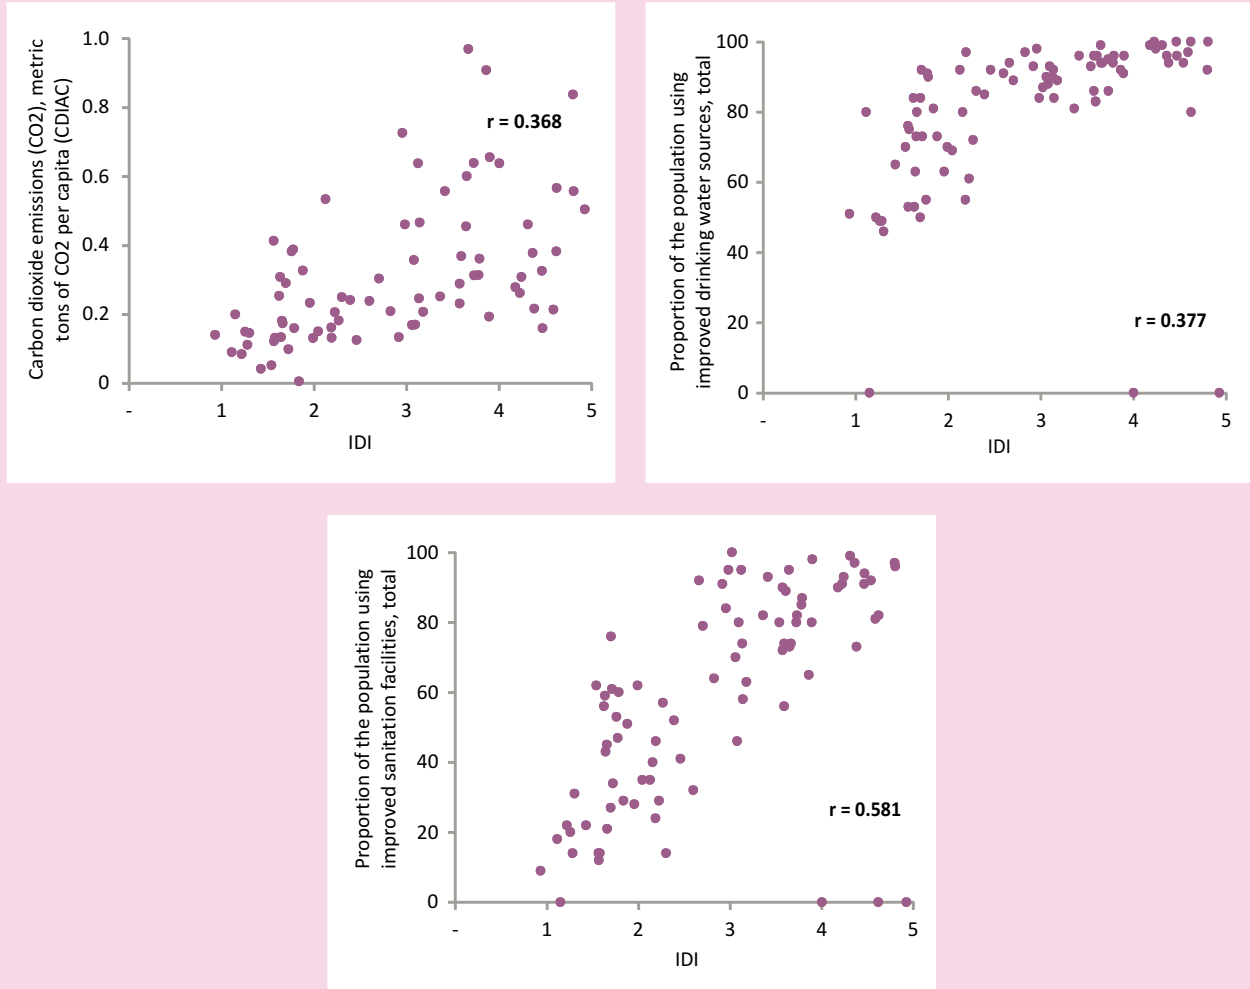 Carbon dioxide emissions (CO2), metric
tons of CO2 per capita (CDIAC)
1.0
0.8
0.6
0.4
0.2
0
r = 0.368
- 1 2 3 4 5
IDI
Proportion of the population using
improved drinking water sources, total
100
80
60
40
20
0
r = 0.377
- 1 2 3 4 5
IDI
Proportion of the population using
improved sanitation facilities, total
100
80
60
40
20
0
r = 0.581
- 1 2 3 4 5
IDI